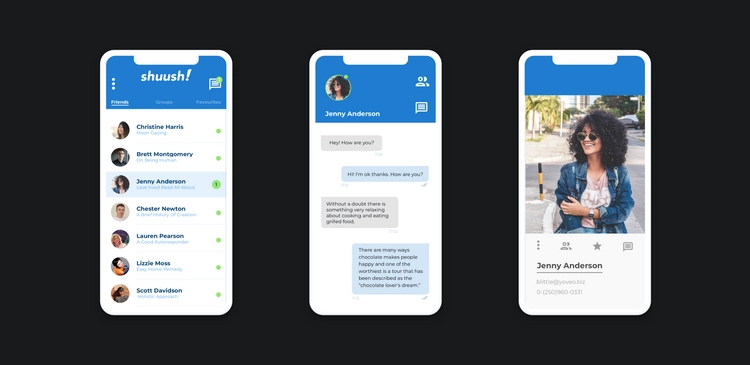 shuush!
1
Friends Groups Favourites
Christine Harris
Moon Gazing
Brett Montgomery
On Being Human
Jenny Anderson
Love Food Read All About
1
Chester Newton
A Brief History Of Creation
Lauren Pearson
A Good Autoresponder
Lizzie Moss
Cosy Home Remedy
Scott Davidson
Holistic Approach
Jenny Anderson
Hey! How are you?
Hi! I'm ok thanks. How are you?
Without a doubt there is
something very relaxing
about cooking and eating
grilled food.
There are many ways
chocolate makes people
happy and one of the
worthiest is a tour that has
been described as the
"chocolate lover's dream."
Jenny Anderson
blittie@yoveo.biz
0-(250)960-0331